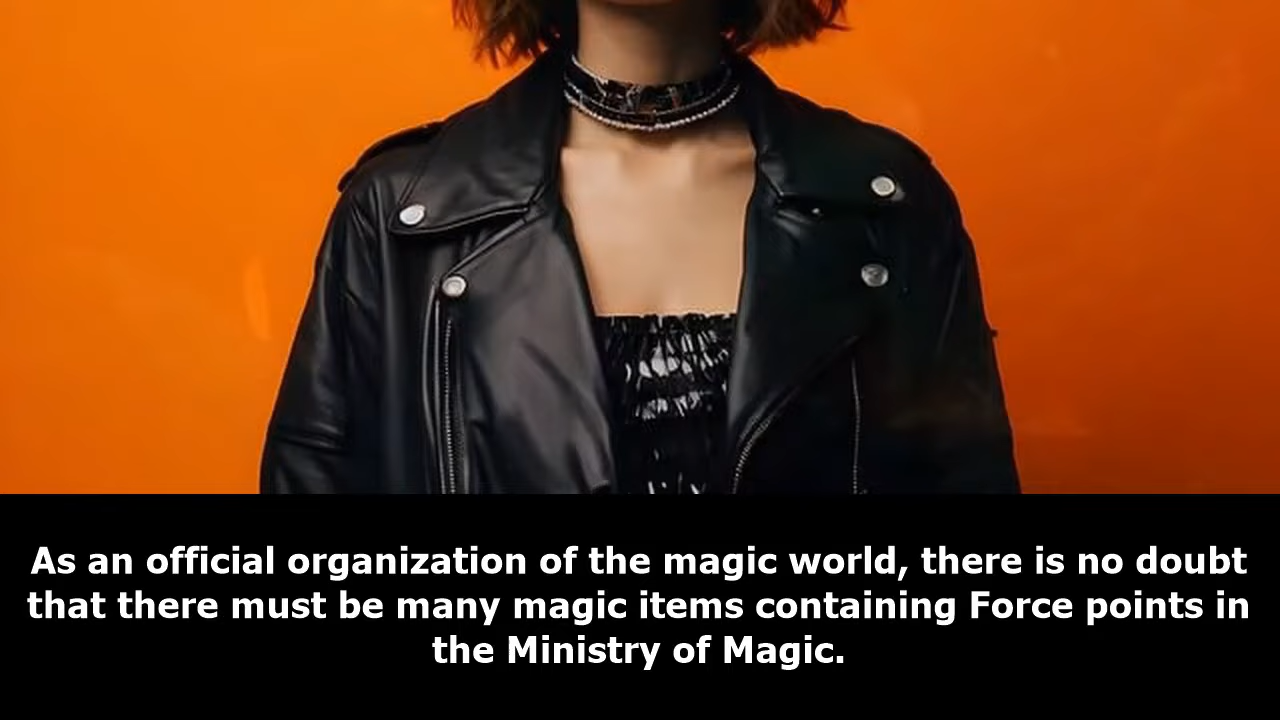 As an official organization of the magic world, there is no doubt
that there must be many magic items containing Force points in
the Ministry of Magic.